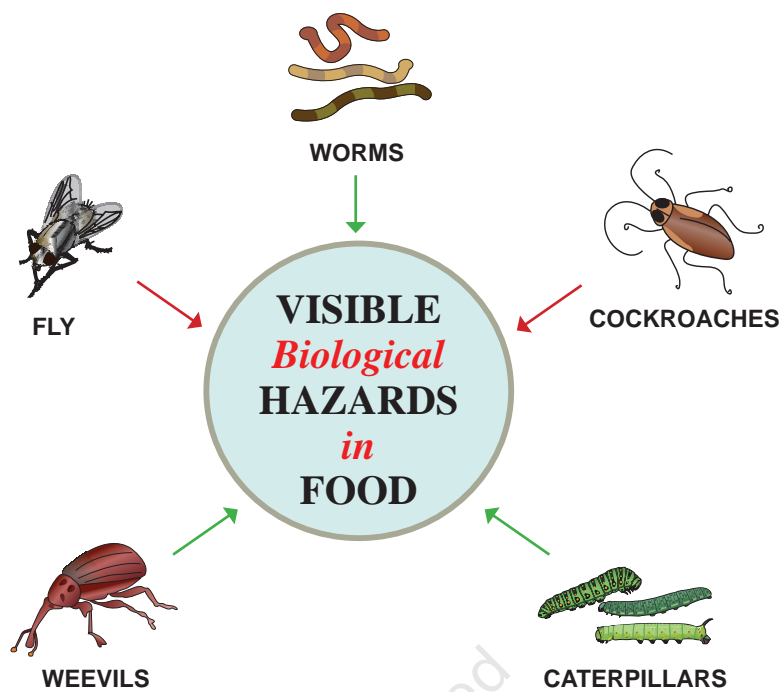 WORMS
FLY
COCKROACHES
VISIBLE
Biological
HAZARDS
in
FOOD
WEEVILS
CATERPILLARS